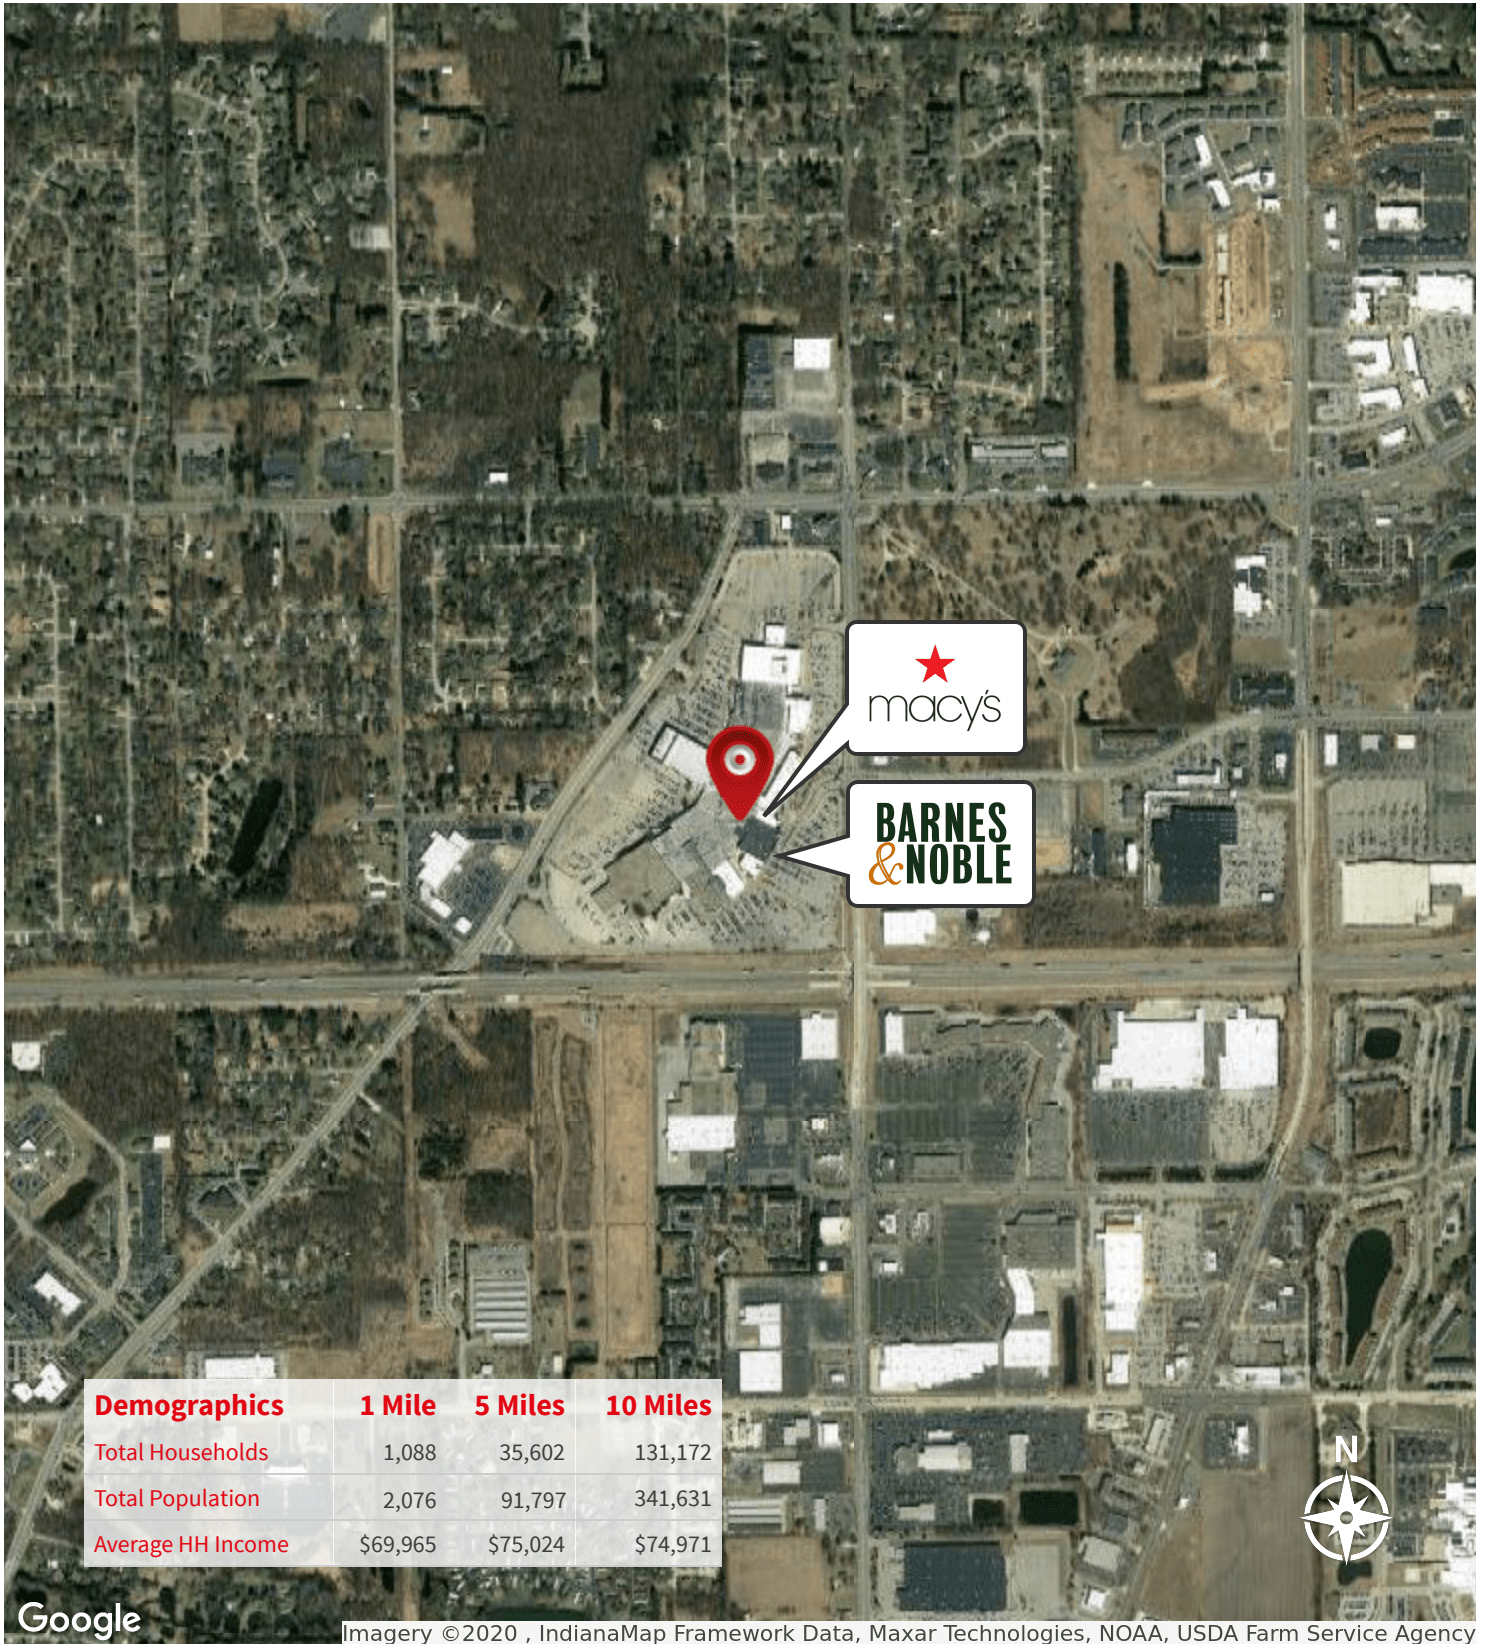 macy's
BARNES
&NOBLE
Demographics 1 Mile 5 Miles 10 Miles
Total Households 1,088 35,602 131,172
Total Population 2,076 91,797 341,631
Average HH Income $69,965 $75,024 $74,971
N
Google
Imagery ©2020 , IndianaMap Framework Data, Maxar Technologies, NOAA, USDA Farm Service Agency